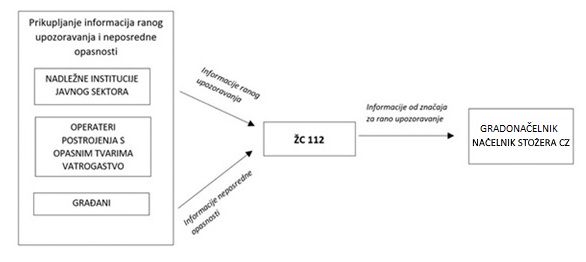 Prikupljanje informacija ranog
upozoravanja i neposredne
opasnosti
NADLEŽNE INSTITUCIJE
JAVNOG SEKTORA
OPERATERI
POSTROJENJA S
OPASNIM TVARIMA
VATROGASTVO
GRAĐANI
Informacije ranog
upozoravanja
Informacije neposredne
opasnosti
ŽC 112
Informacije od značaja
za rano upozoravanje
GRADONAČELNIK
NAČELNIK STOŽERA CZ